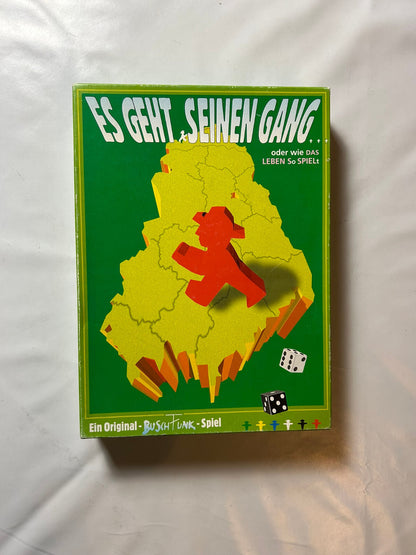 ES GEHT SEINEN GANG...
oder wie DAS
LEBEN So SPIELt
Ein Original - BUSCHFUNK - Spiel